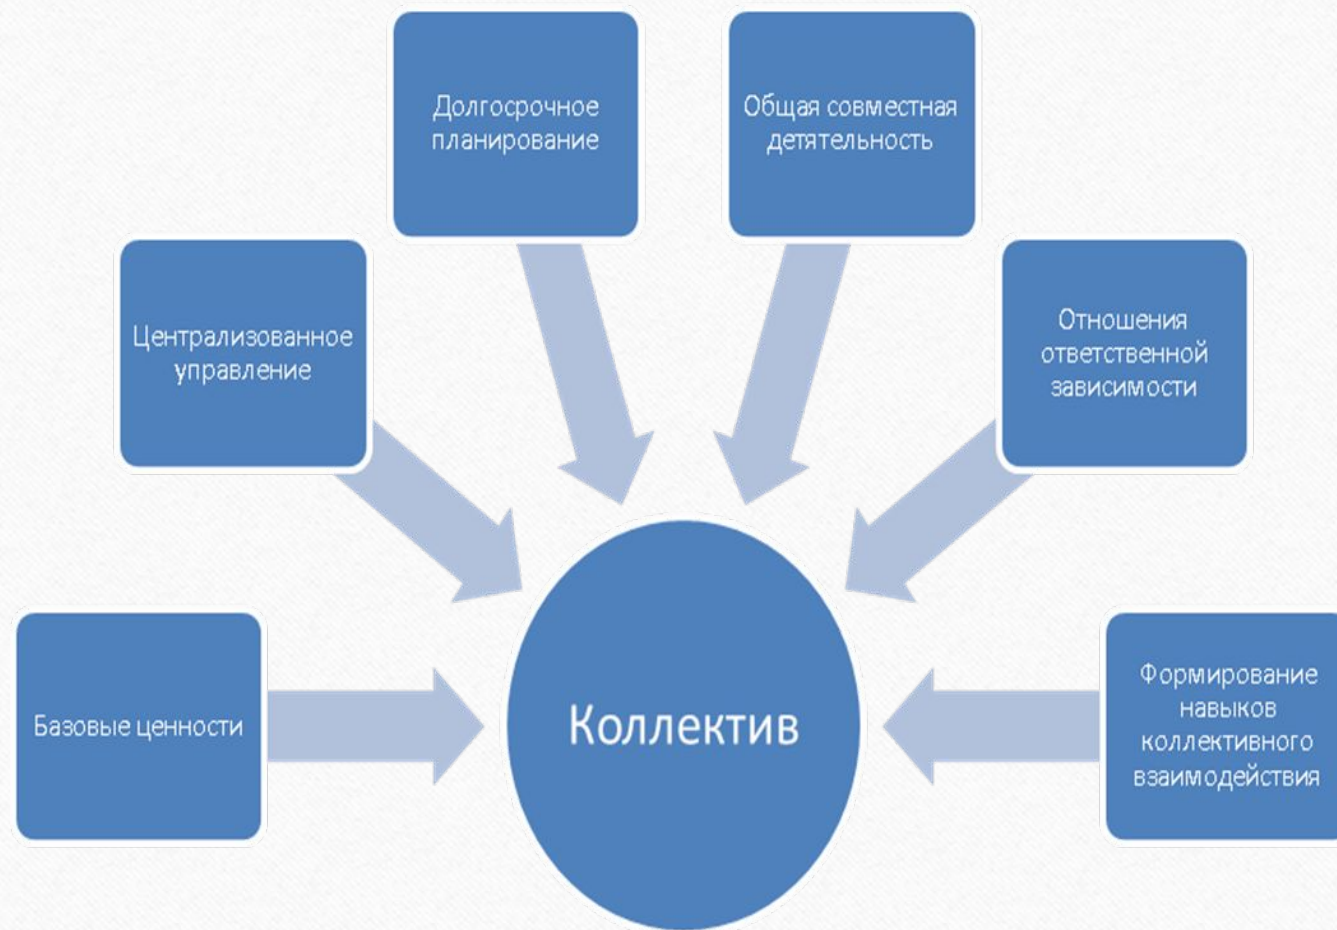 Долгосрочное
планирование
Общая совместная
детятельность
Централизованное
управление
Отношения
ответственной
зависимости
Базовые ценности
Коллектив
Формирование
навыков
коллективного
взаимодействия